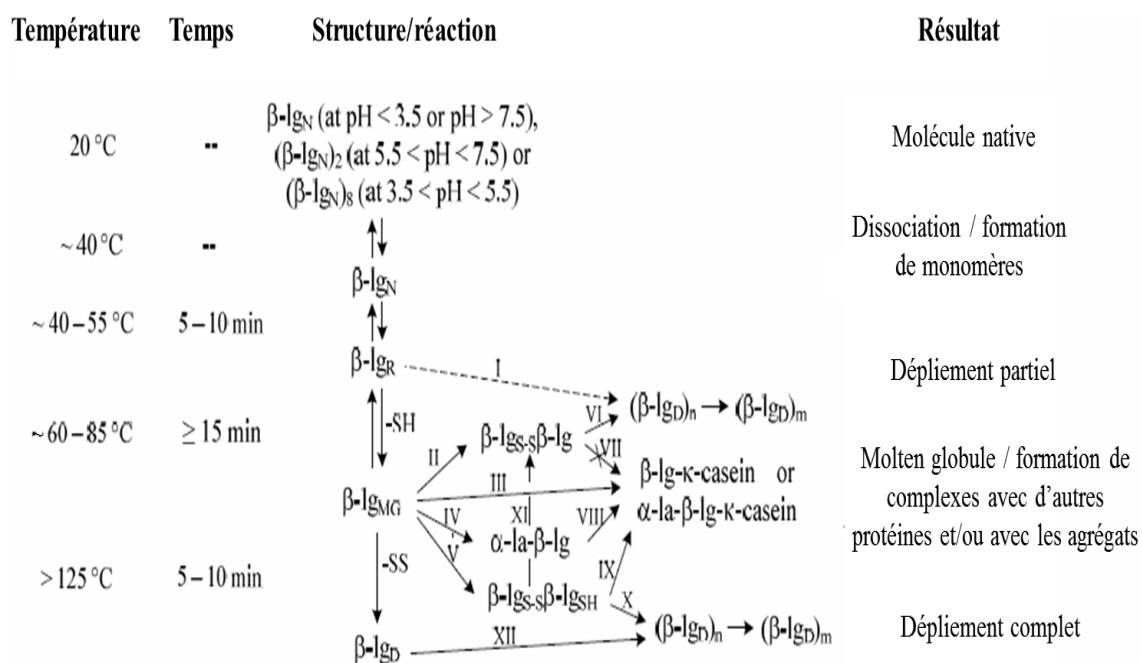 Température Temps Structure/réaction Résultat
β-lgN (at pH < 3.5 or pH > 7.5),
20 °C -- (β-lgN)2 (at 5.5 < pH < 7.5) or Molécule native
(β-lgN)8 (at 3.5 < pH < 5.5)
~40 °C -- Dissociation / formation
de monomères
β-lgN
~40–55 °C 5–10 min
β-lgR I Dépliement partiel
(β-lgD)n → (β-lgD)m
-SH VI
~60–85 °C ≥ 15 min β-lgS-Sβ-lg VII
II
β-lg-κ-casein or Molten globule / formation de
III
β-lgMG α-la-β-lg-κ-casein complexes avec d'autres
IV XI VIII protéines et/ou avec les agrégats
V α-la-β-lg
-SS IX
>125 °C 5–10 min β-lgS-Sβ-lgSH X
XII (β-lgD)n → (β-lgD)m Dépliement complet
β-lgD